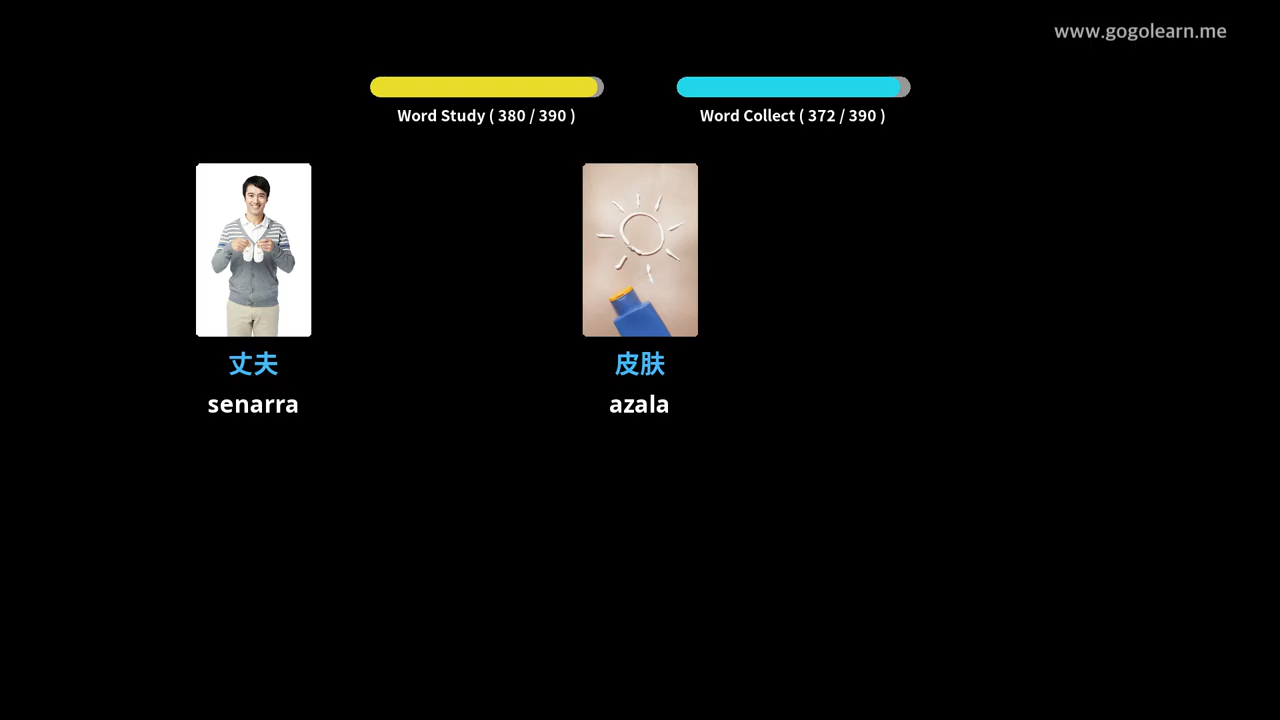 www.gogolearn.me
Word Study ( 380 / 390 )
Word Collect ( 372 / 390 )
丈夫
senarra
皮肤
azala